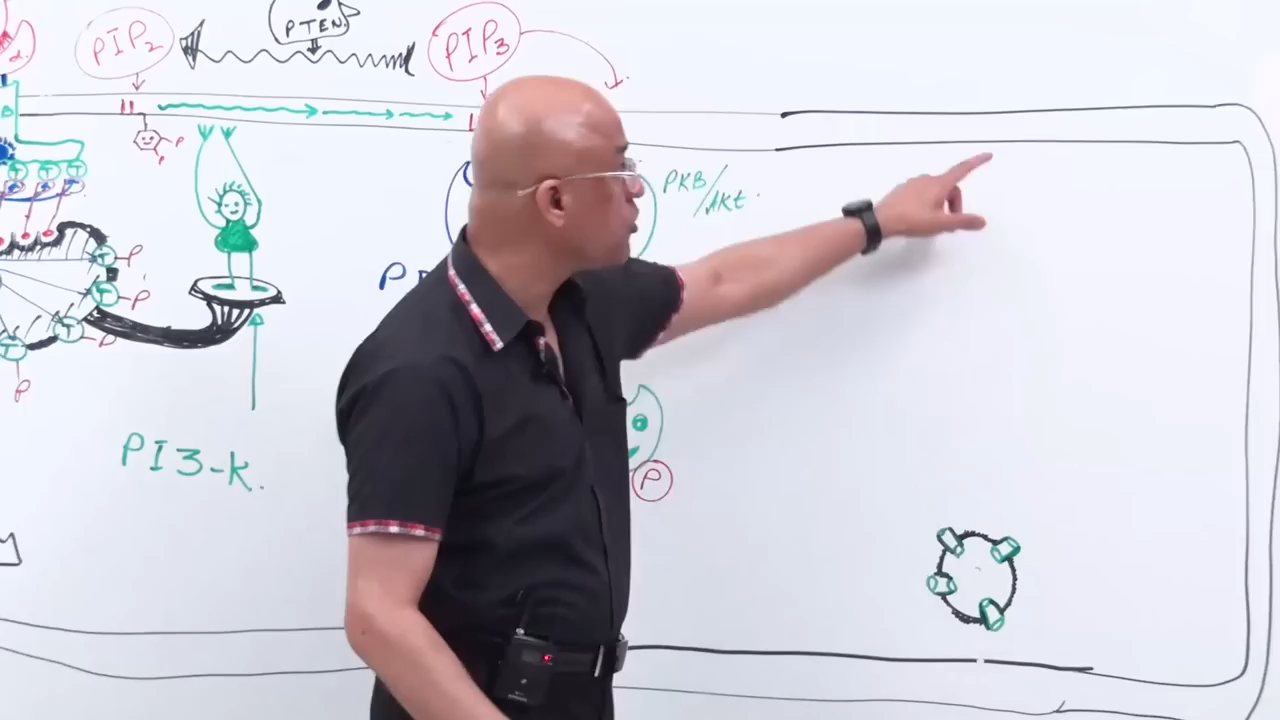 PTEN
α
PIP₂
PIP₃
B
P
P
T T T
T P
T P
T P
T
P
PKB/
AKt
P
PI3-K.